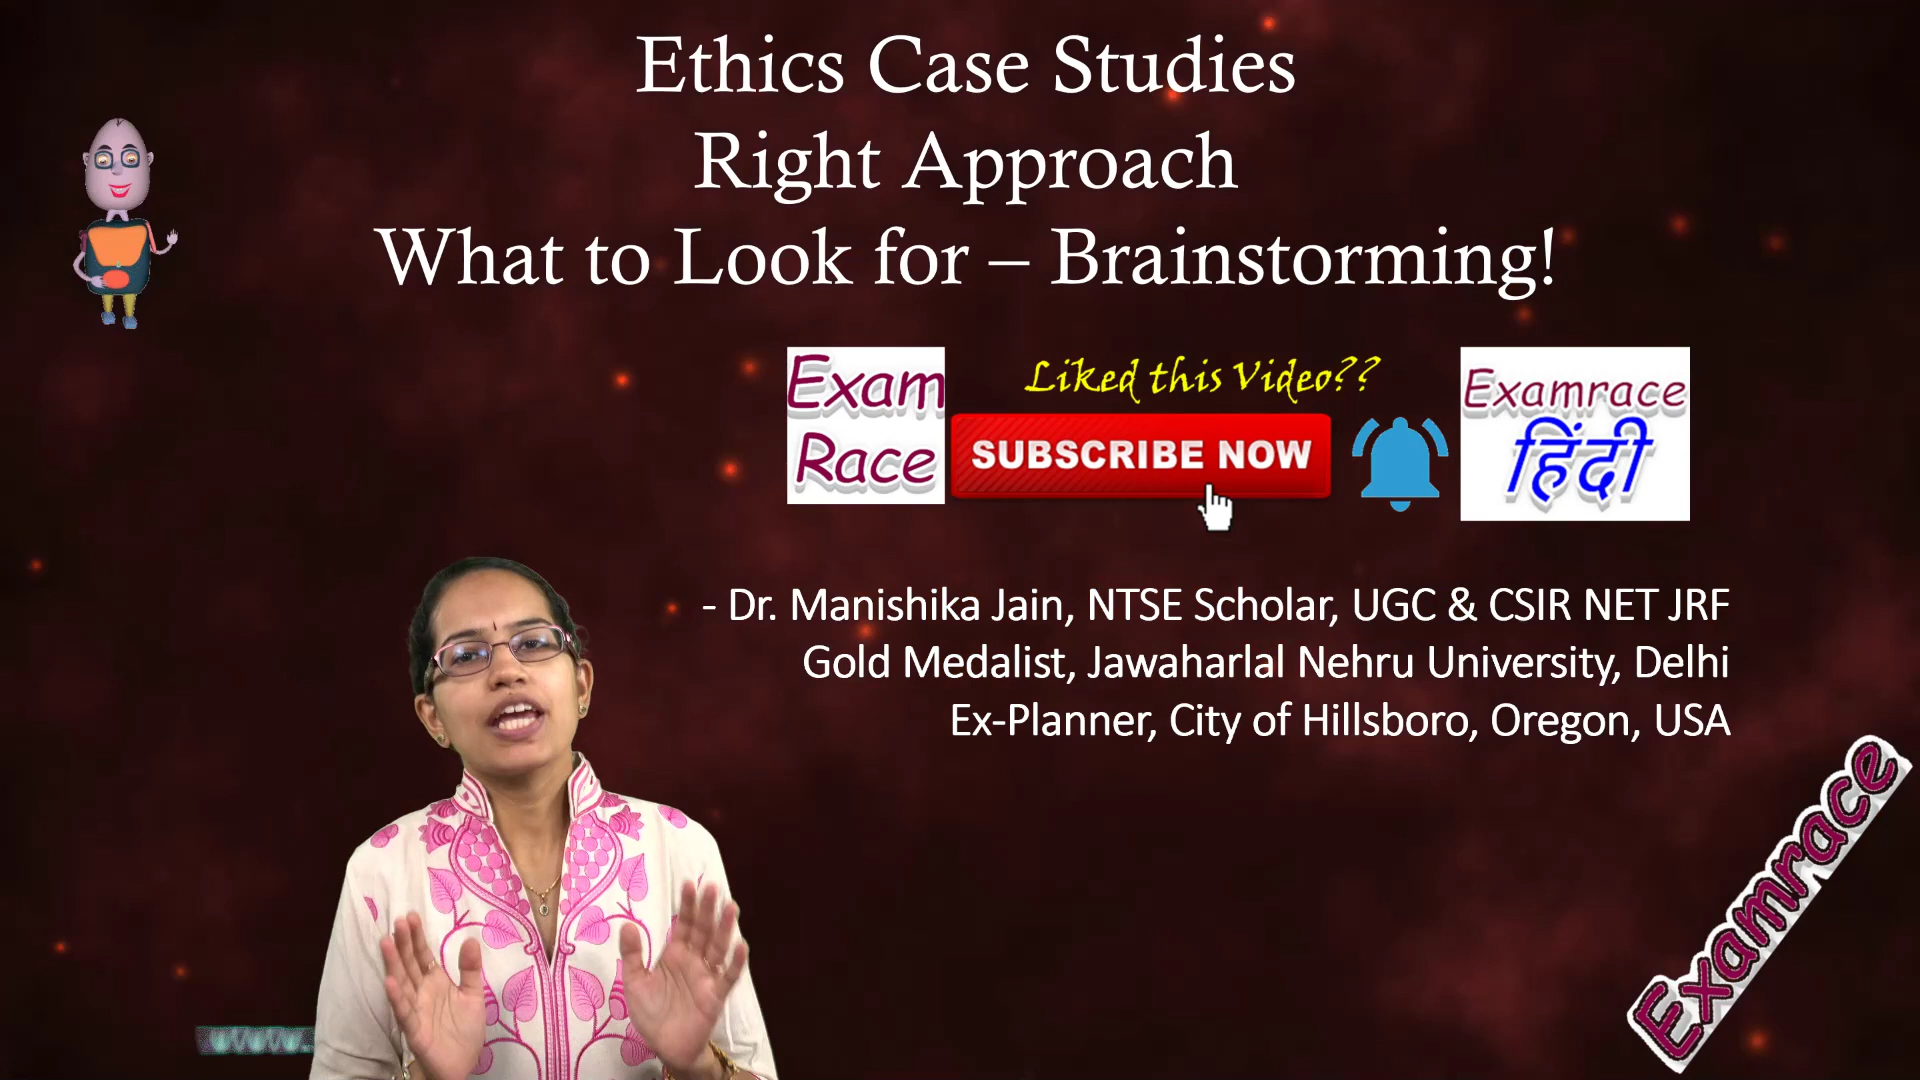 Ethics Case Studies
Right Approach
What to Look for – Brainstorming!
Exam
Race
Liked this Video??
SUBSCRIBE NOW
Examrace
हिंदी
- Dr. Manishika Jain, NTSE Scholar, UGC & CSIR NET JRF
Gold Medalist, Jawaharlal Nehru University, Delhi
Ex-Planner, City of Hillsboro, Oregon, USA
Examrace
www.